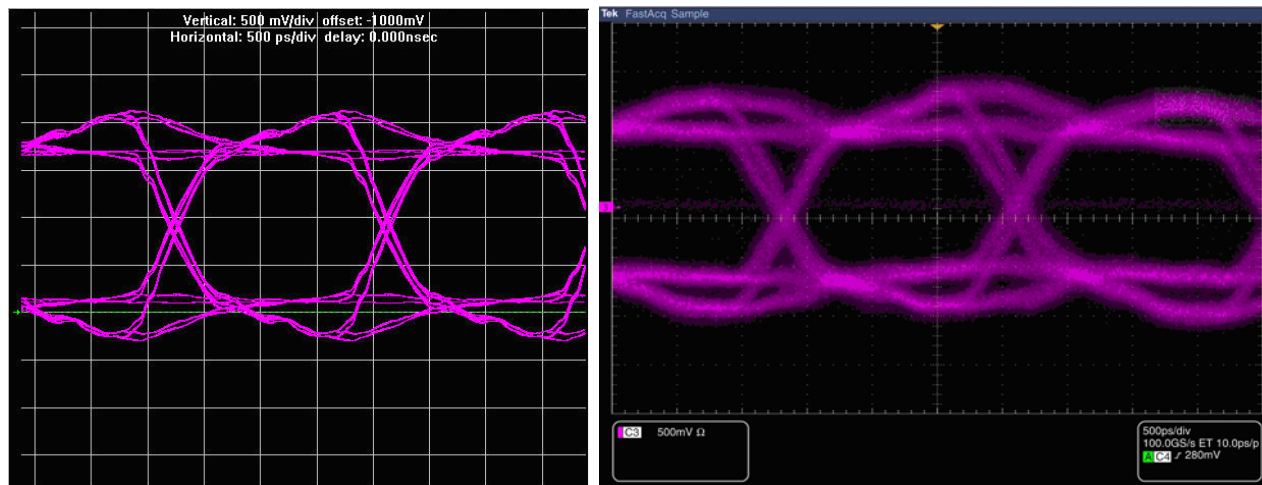 Vertical: 500 mV/div offset: -1000mV
Horizontal: 500 ps/div delay: 0.000nsec
Tek FastAcq Sample
3
C3 500mV Ω
500ps/div
100.0GS/s ET 10.0ps/p
A C4 ƒ 280mV